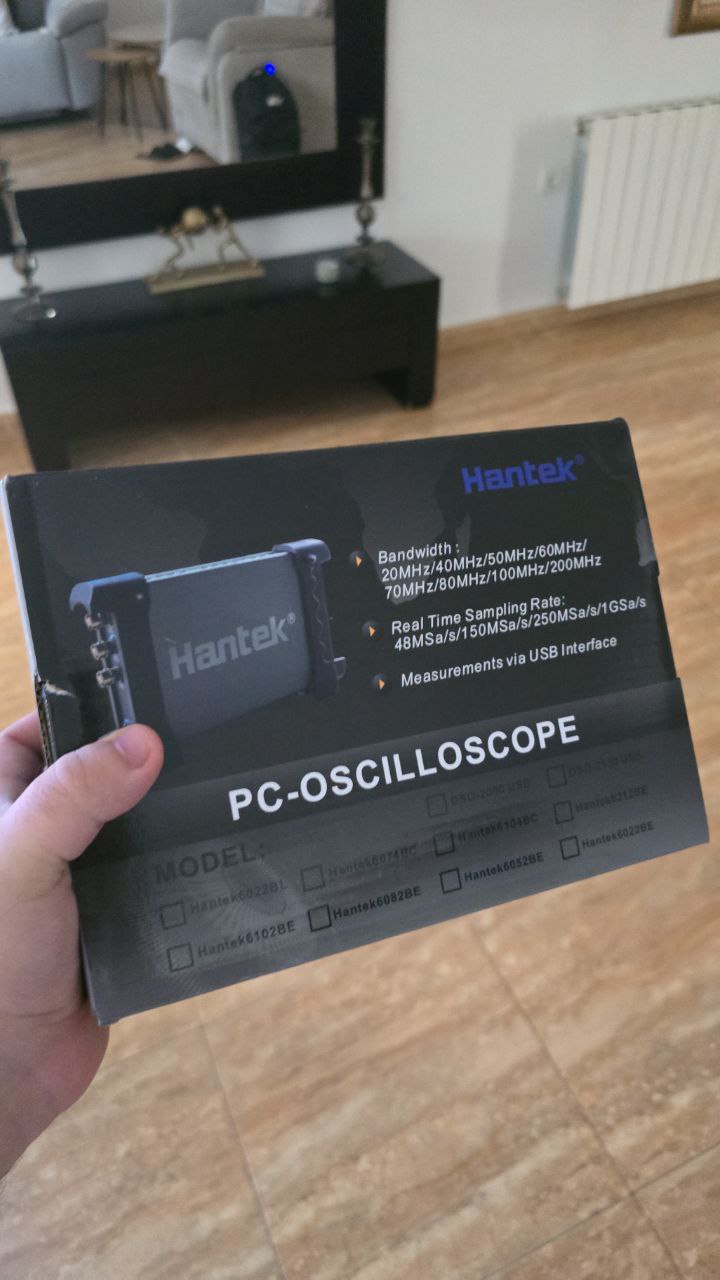 Hantek®
Bandwidth :
20MHz/40MHz/50MHz/60MHz/
70MHz/80MHz/100MHz/200MHz
Real Time Sampling Rate:
48MSa/s/150MSa/s/250MSa/s/1GSa/s
Measurements via USB Interface
Hantek®
PC-OSCILLOSCOPE
MODEL:
DSO-2090 USB
Hantek6022BL
Hantek6074BC
Hantek6104BC
Hantek6212BE
Hantek6102BE
Hantek6082BE
Hantek6052BE
Hantek6022BE